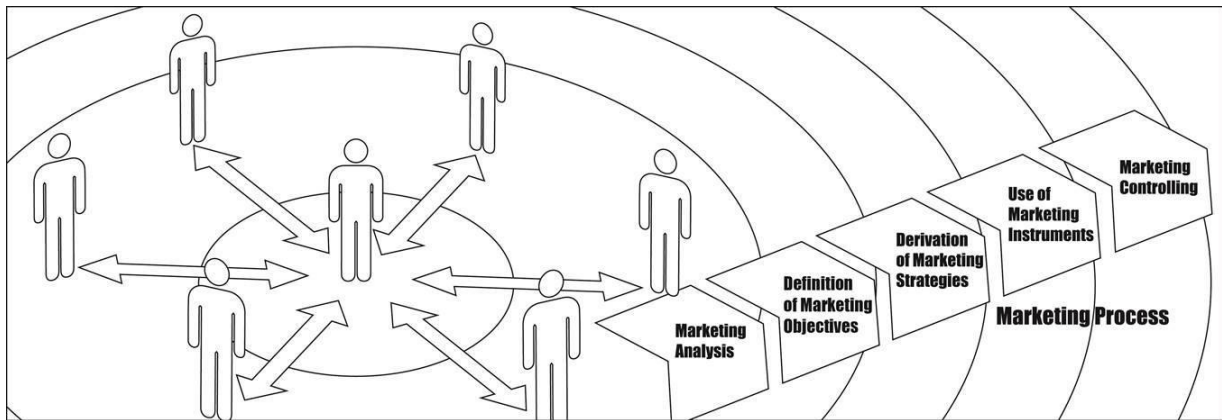 Marketing
Analysis
Definition
of Marketing
Objectives
Derivation
of Marketing
Strategies
Use of
Marketing
Instruments
Marketing
Controlling
Marketing Process